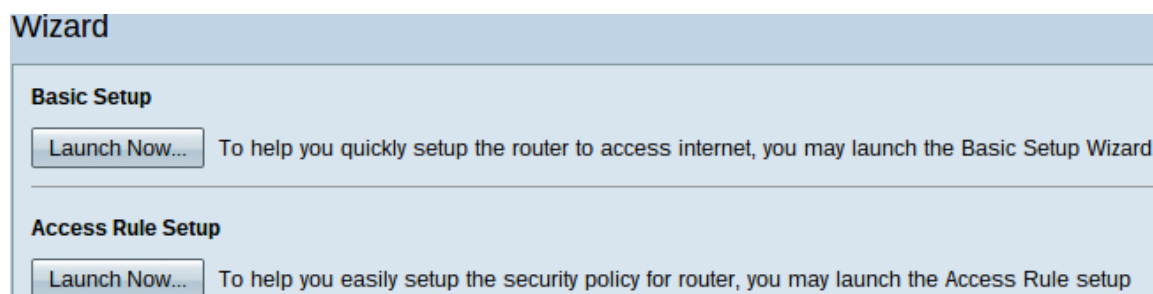 Wizard
Basic Setup
Launch Now... To help you quickly setup the router to access internet, you may launch the Basic Setup Wizard
Access Rule Setup
Launch Now... To help you easily setup the security policy for router, you may launch the Access Rule setup